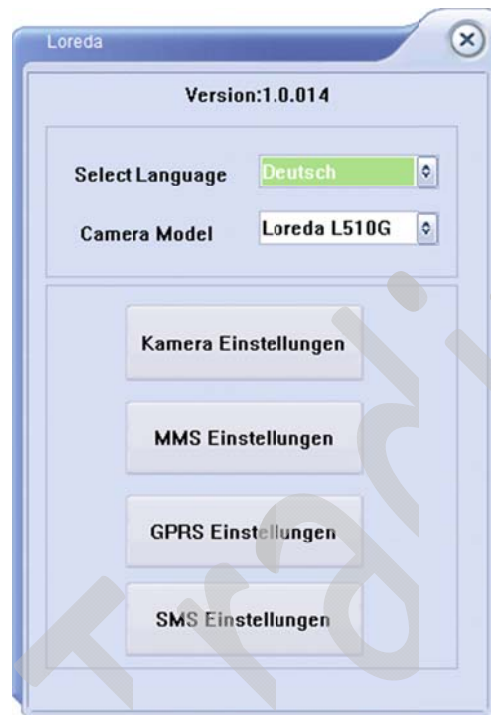 Loreda
Version:1.0.014
Select Language Deutsch
Camera Model Loreda L510G
Kamera Einstellungen
MMS Einstellungen
GPRS Einstellungen
SMS Einstellungen